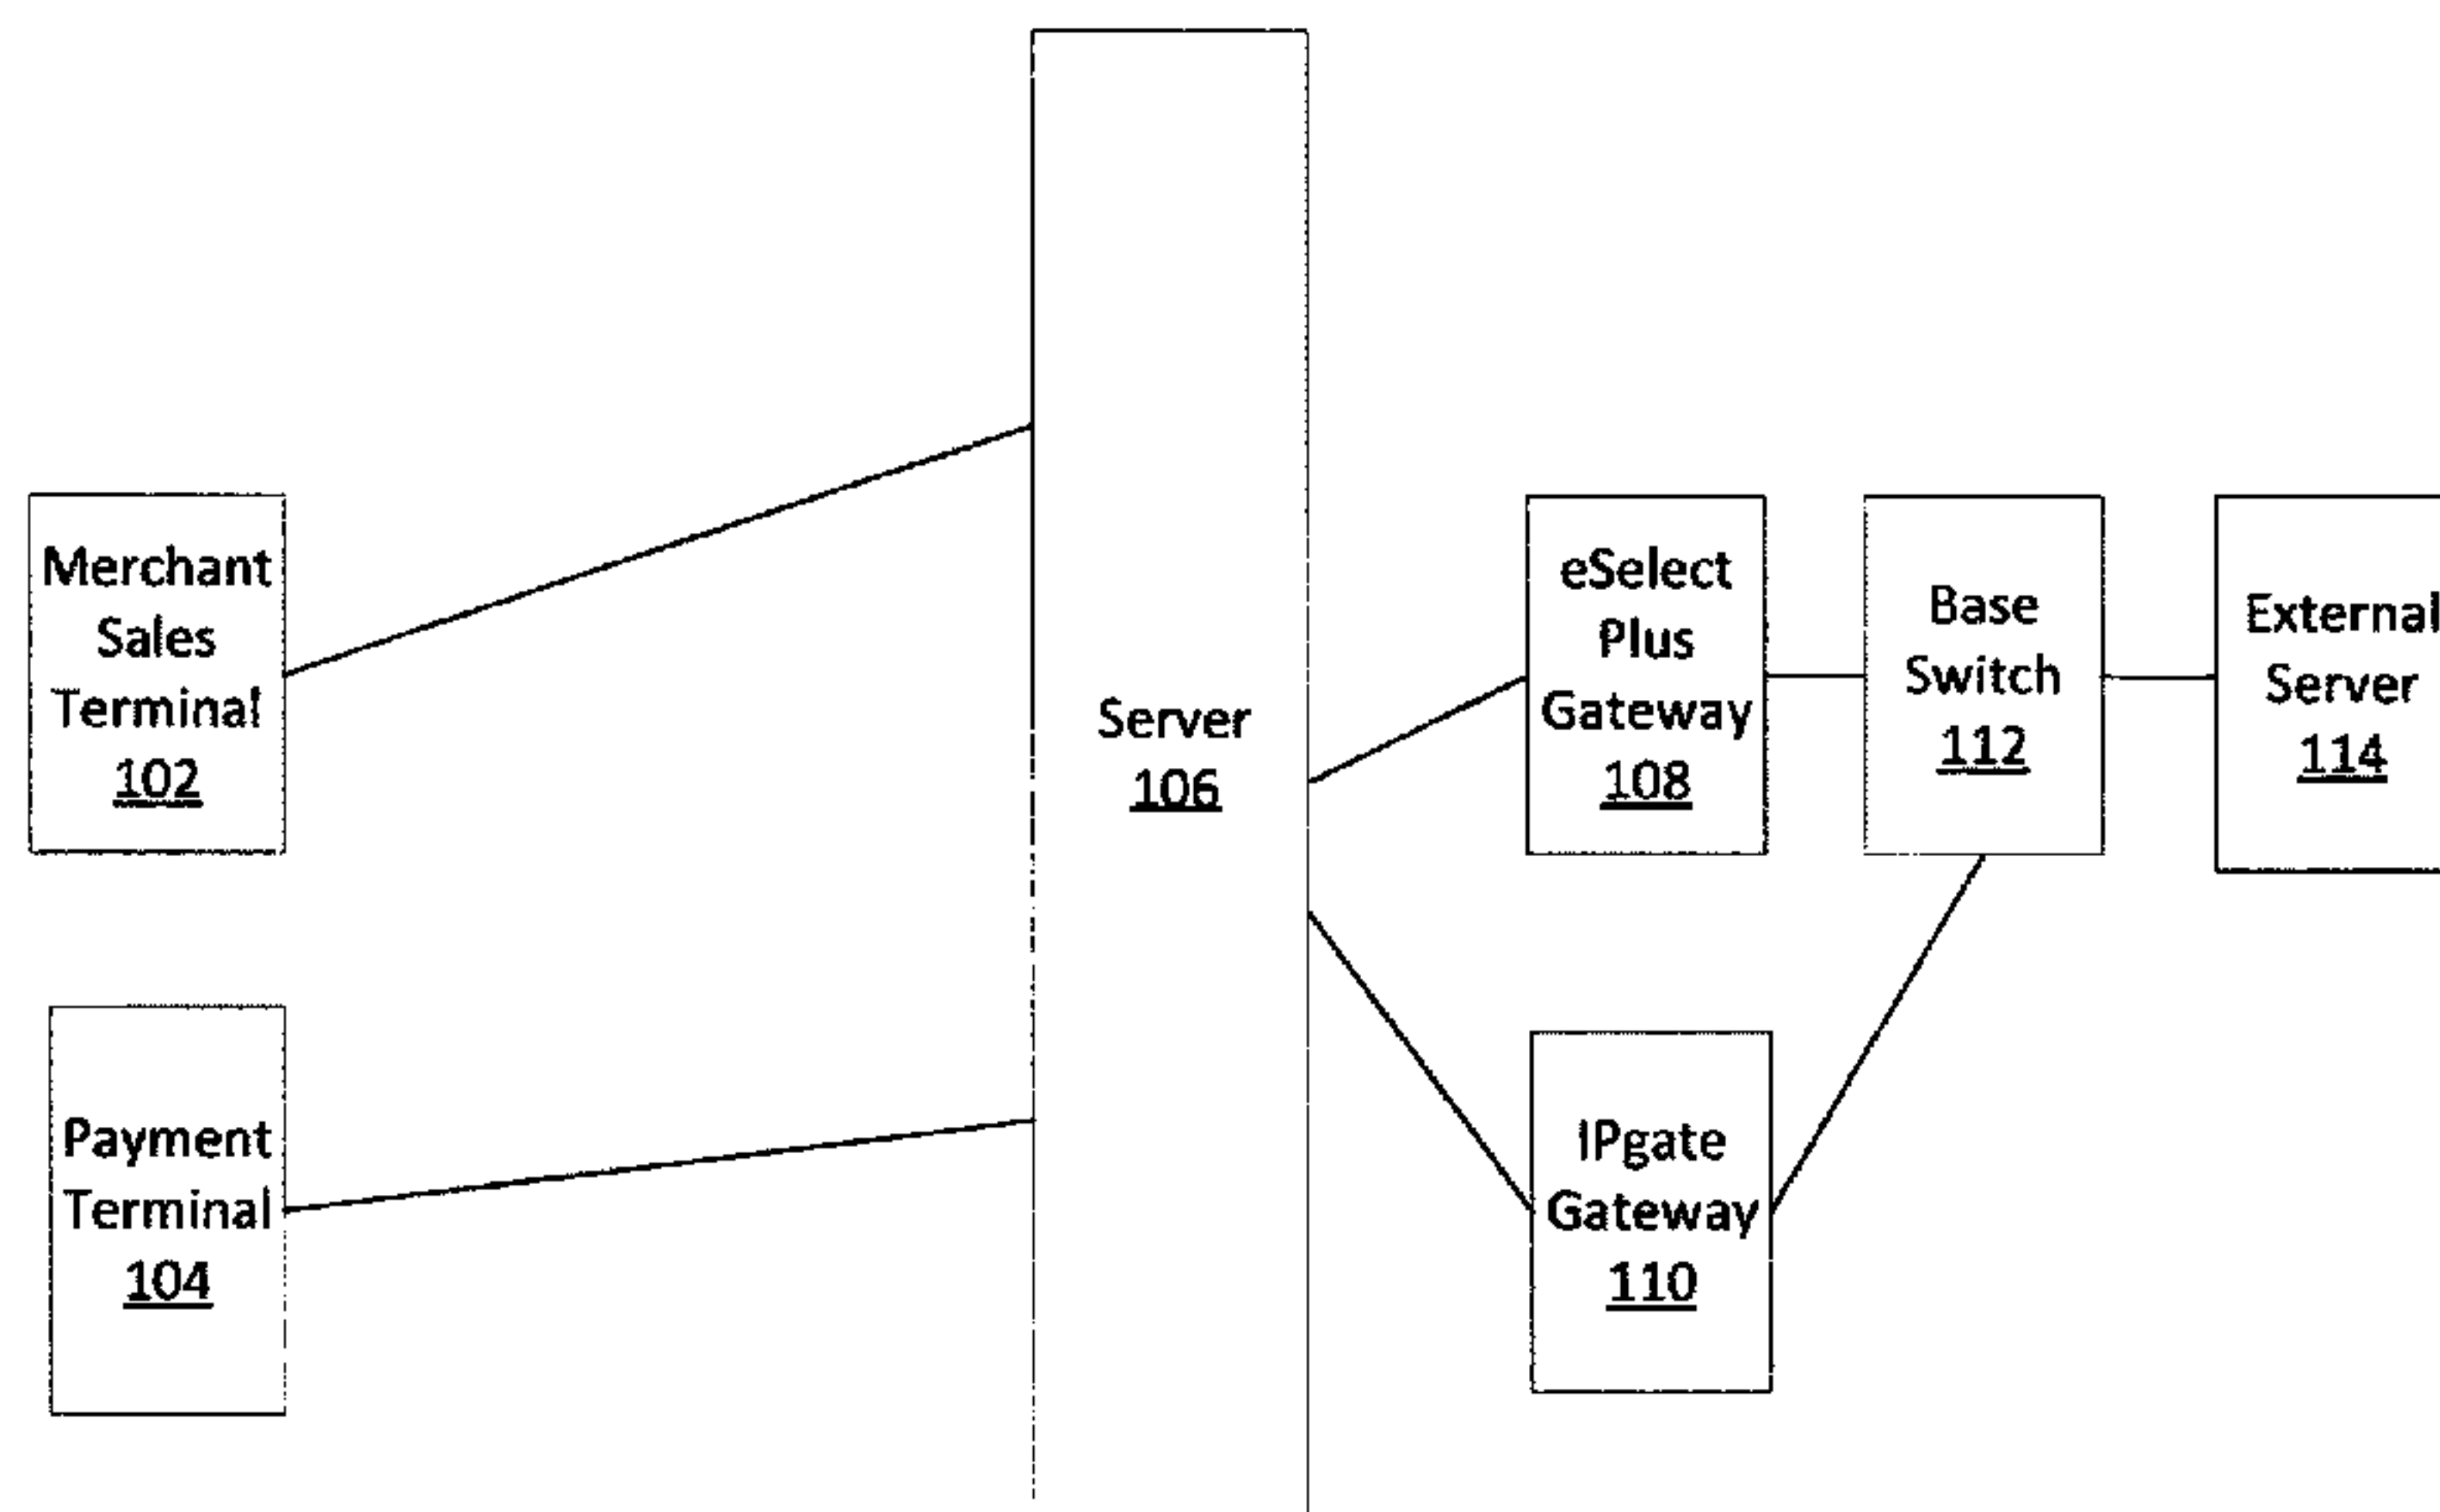 Merchant
Sales
Terminal
102
Payment
Terminal
104
Server
106
eSelect
Plus
Gateway
108
IPgate
Gateway
110
Base
Switch
112
External
Server
114